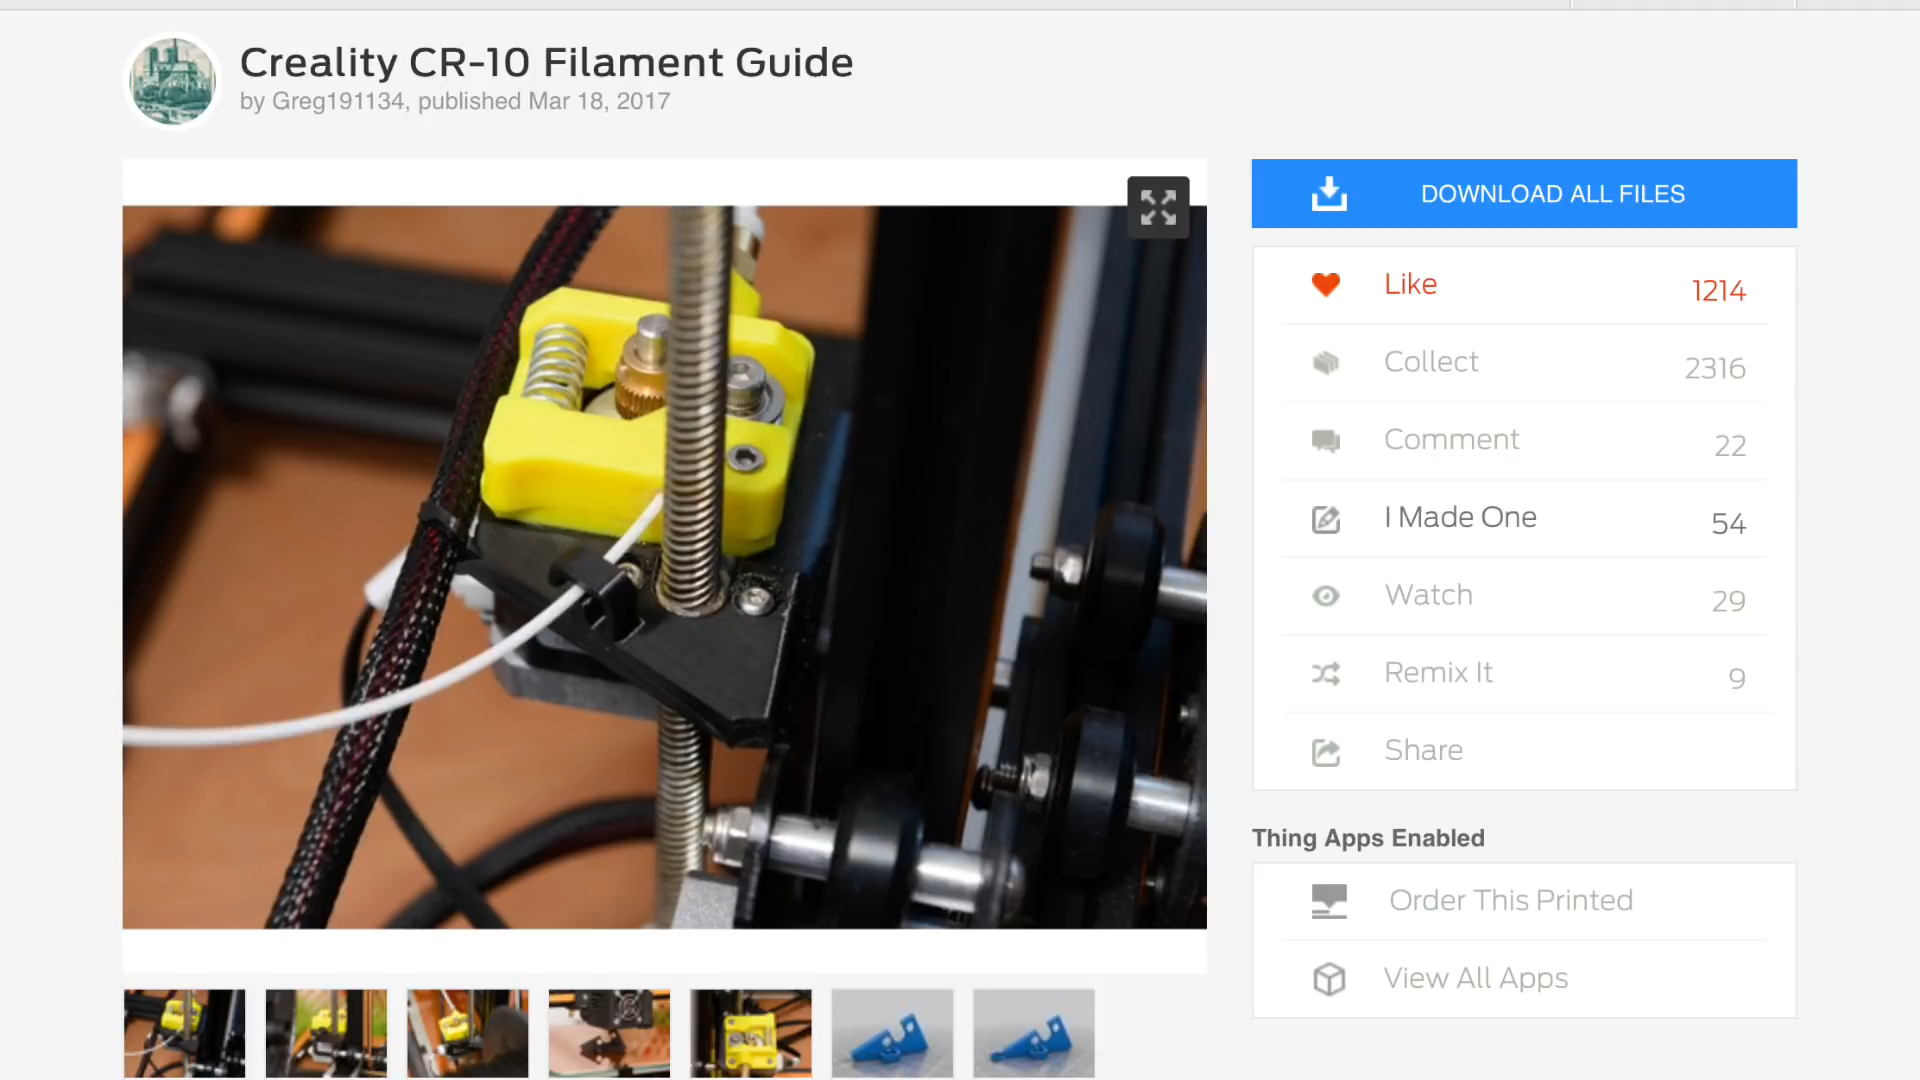 Creality CR-10 Filament Guide
by Greg191134, published Mar 18, 2017
DOWNLOAD ALL FILES
Like 1214
Collect 2316
Comment 22
I Made One 54
Watch 29
Remix It 9
Share
Thing Apps Enabled
Order This Printed
View All Apps